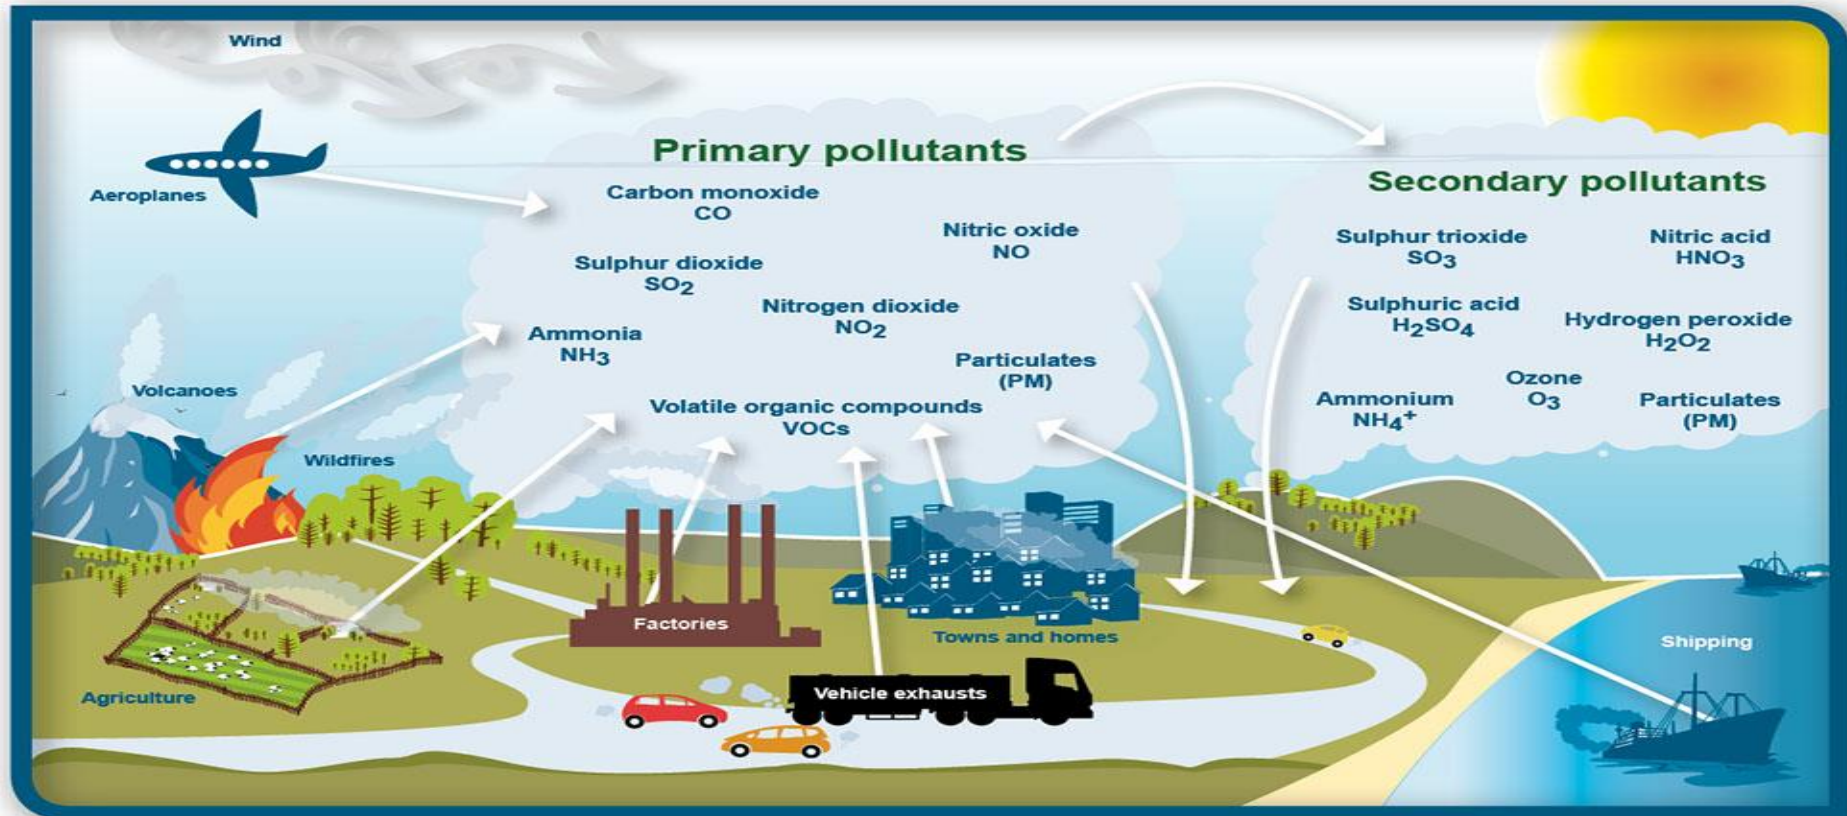 Wind
Aeroplanes
Primary pollutants
Carbon monoxide
CO
Nitric oxide
NO
Sulphur dioxide
SO₂
Nitrogen dioxide
NO₂
Ammonia
NH₃
Particulates
(PM)
Volatile organic compounds
VOCs
Secondary pollutants
Sulphur trioxide
SO₃
Nitric acid
HNO₃
Sulphuric acid
H₂SO₄
Hydrogen peroxide
H₂O₂
Ozone
O₃
Ammonium
NH₄⁺
Particulates
(PM)
Volcanoes
Wildfires
Agriculture
Factories
Towns and homes
Vehicle exhausts
Shipping